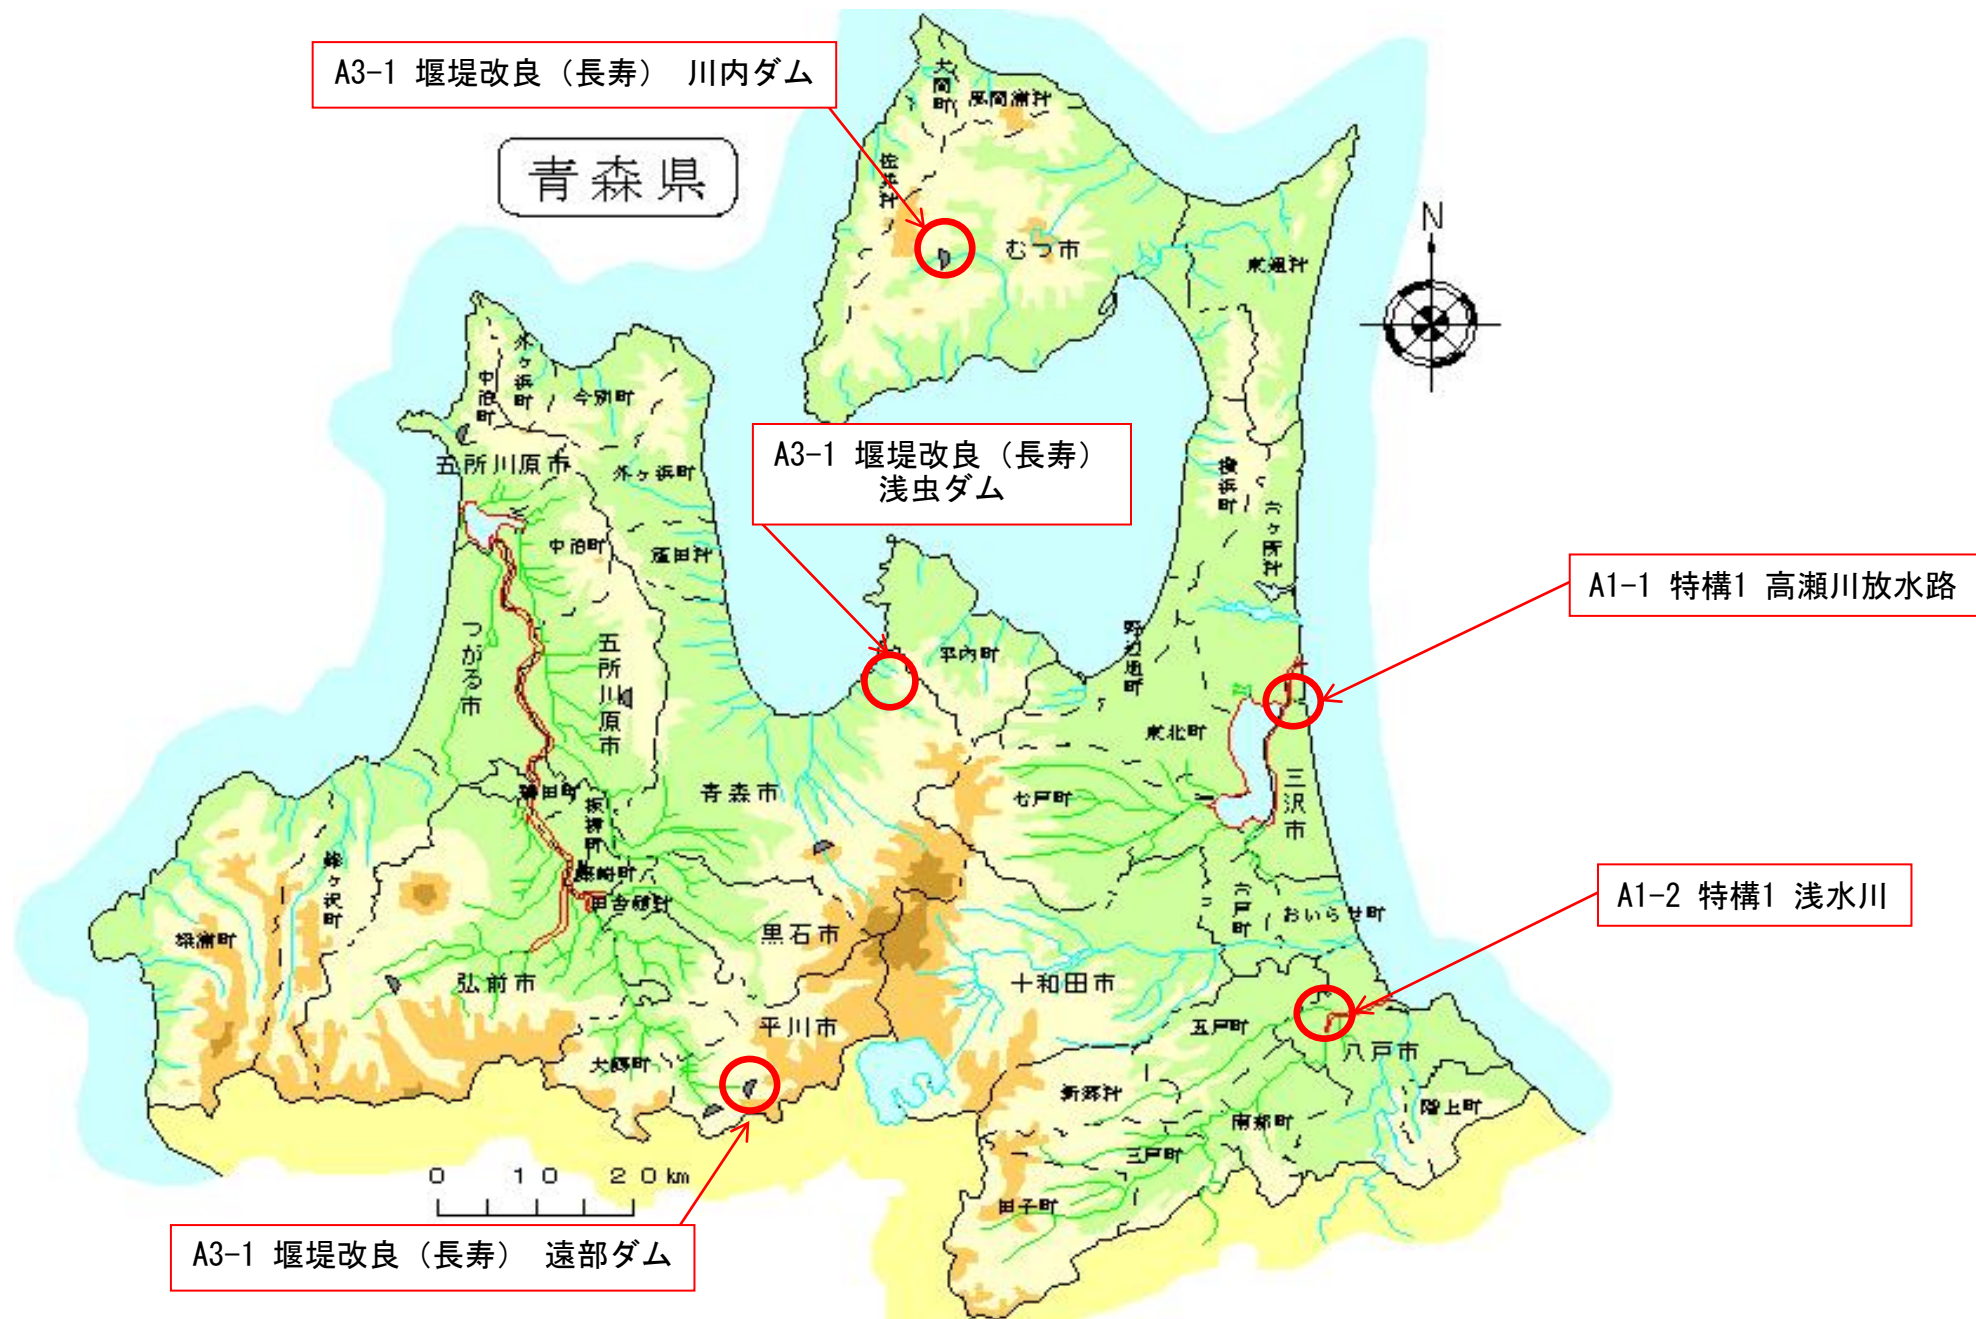 A3-1 堰堤改良（長寿） 川内ダム
青森県
大間町
風間浦村
佐井村
むつ市
東通村
N
外ヶ浜町
中泊町
今別町
五所川原市
外ヶ浜町
A3-1 堰堤改良（長寿）
浅虫ダム
横浜町
六ヶ所村
中泊町
蓬田村
A1-1 特構1 高瀬川放水路
つがる市
五所川原市
平内町
野辺地町
東北町
鶴田町
板柳町
青森市
七戸町
三沢市
鰺ヶ沢町
藤崎町
田舎館村
六戸町
おいらせ町
A1-2 特構1 浅水川
深浦町
黒石市
弘前市
十和田市
平川市
五戸町
八戸市
大鰐町
新郷村
階上町
南部町
三戸町
田子町
0 10 20km
A3-1 堰堤改良（長寿） 遠部ダム